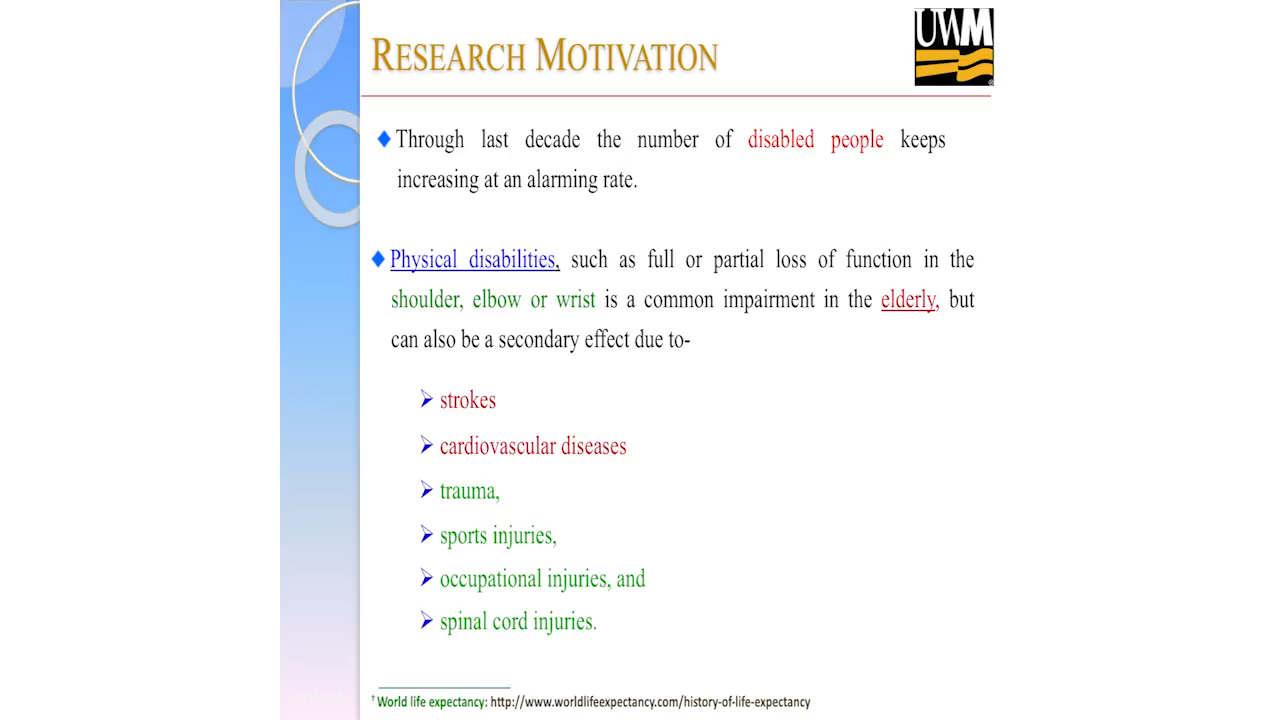 RESEARCH MOTIVATION
UWM
Through last decade the number of disabled people keeps
increasing at an alarming rate.
Physical disabilities, such as full or partial loss of function in the
shoulder, elbow or wrist is a common impairment in the elderly, but
can also be a secondary effect due to-
strokes
cardiovascular diseases
trauma,
sports injuries,
occupational injuries, and
spinal cord injuries.
† World life expectancy: http://www.worldlifeexpectancy.com/history-of-life-expectancy